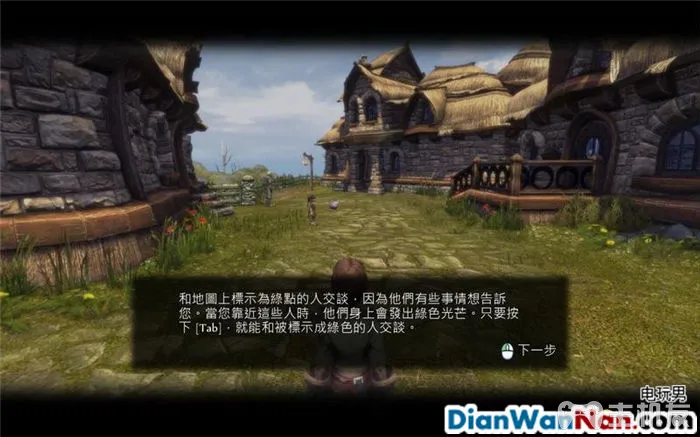 和地圖上標示為綠點的人交談，因為他們有些事情想告訴
您。當您靠近這些人時，他們身上會發出綠色光芒。只要按
下 [Tab]，就能和被標示成綠色的人交談。
下一步
电玩男
DianWanNan.com